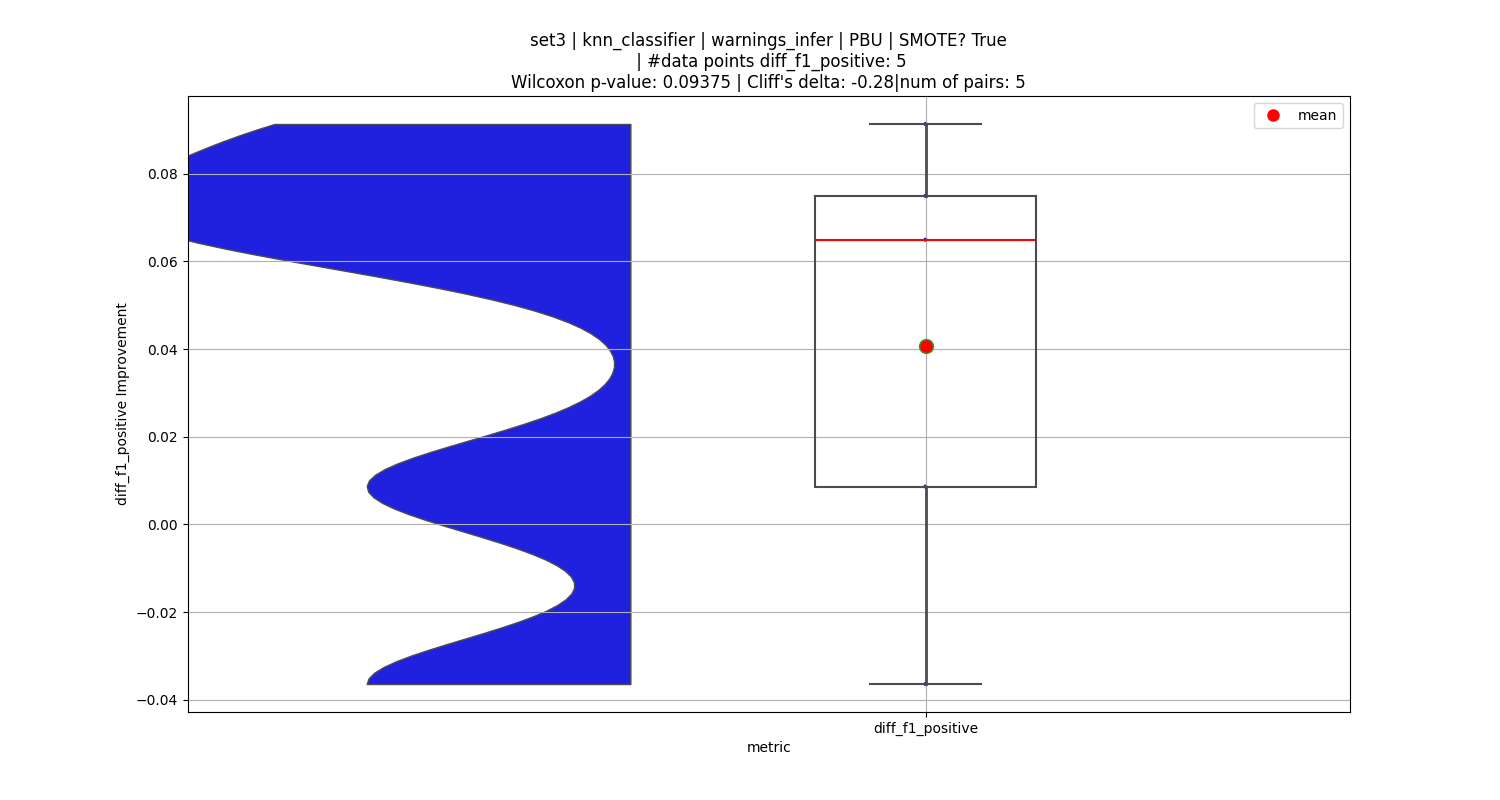 set3 | knn_classifier | warnings_infer | PBU | SMOTE? True
| #data points diff_f1_positive: 5
Wilcoxon p-value: 0.09375 | Cliff's delta: -0.28|num of pairs: 5
mean
0.08
0.06
0.04
0.02
0.00
−0.02
−0.04
diff_f1_positive Improvement
diff_f1_positive
metric